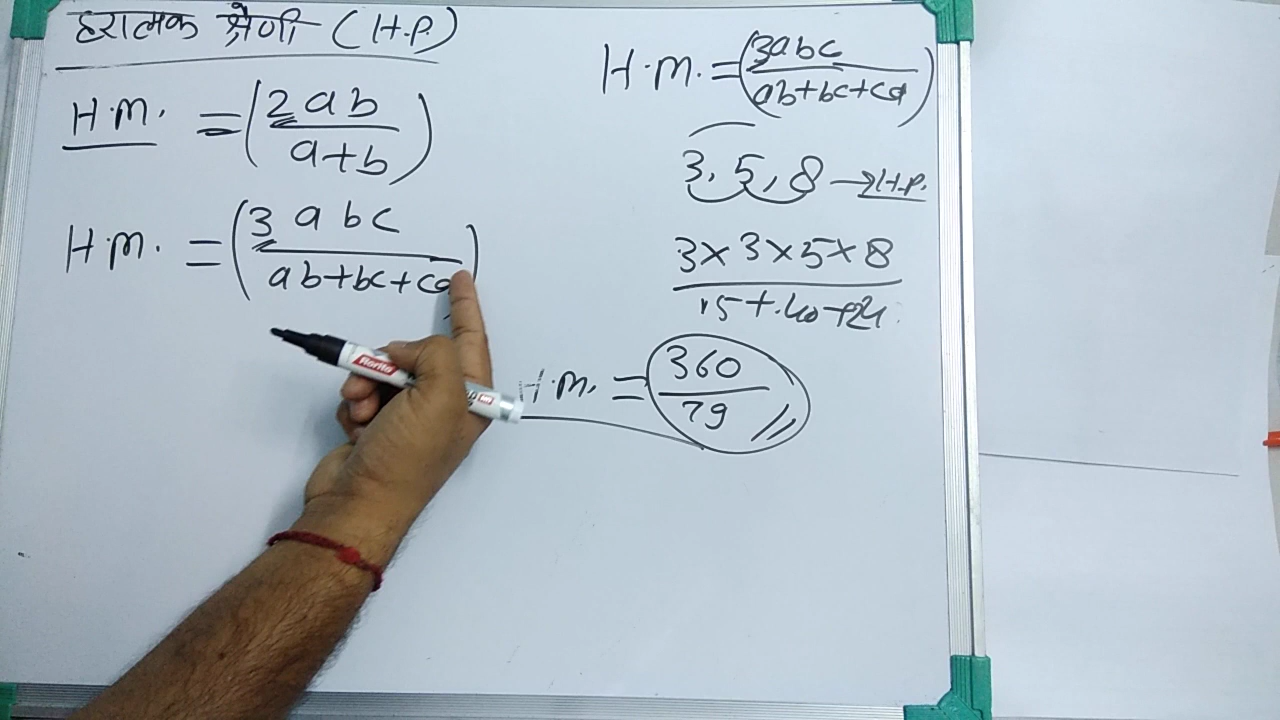 हरात्मक श्रेणी (H.P)
H.M. = (2ab / a+b)
H.M. = (3abc / ab+bc+ca)
H.M. = (3abc / ab+bc+ca)
3, 5, 8 → H.P.
3×3×5×8
15+40+24
H.M. = 360/79
Rorito